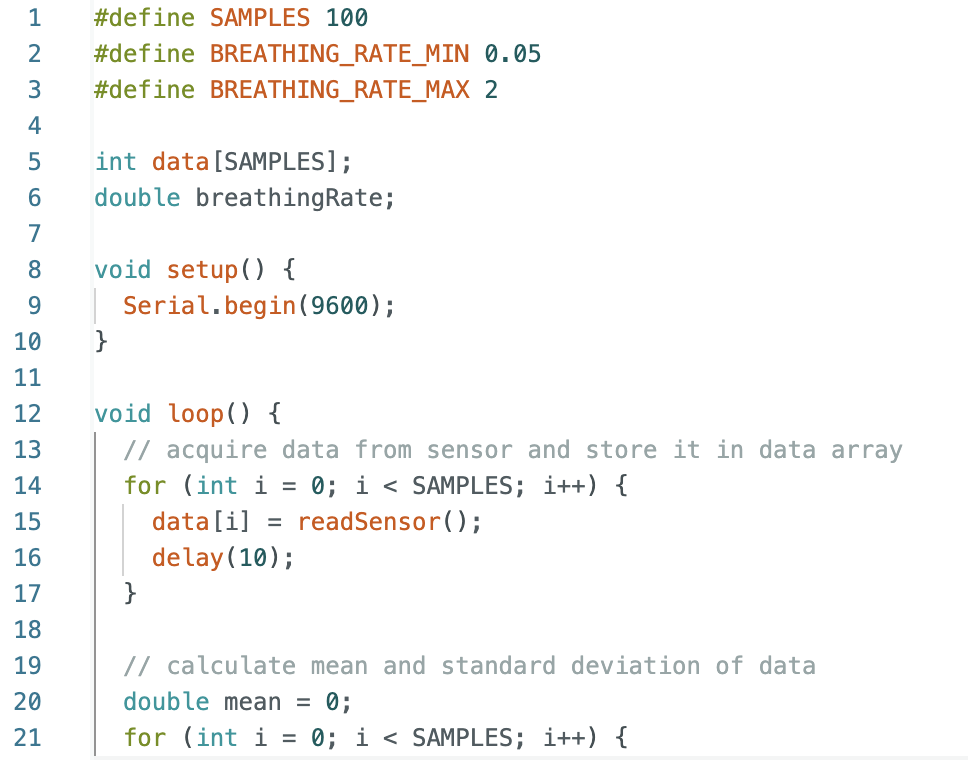 1 #define SAMPLES 100
2 #define BREATHING_RATE_MIN 0.05
3 #define BREATHING_RATE_MAX 2
4
5 int data[SAMPLES];
6 double breathingRate;
7
8 void setup() {
9   Serial.begin(9600);
10 }
11
12 void loop() {
13   // acquire data from sensor and store it in data array
14   for (int i = 0; i < SAMPLES; i++) {
15     data[i] = readSensor();
16     delay(10);
17   }
18
19   // calculate mean and standard deviation of data
20   double mean = 0;
21   for (int i = 0; i < SAMPLES; i++) {